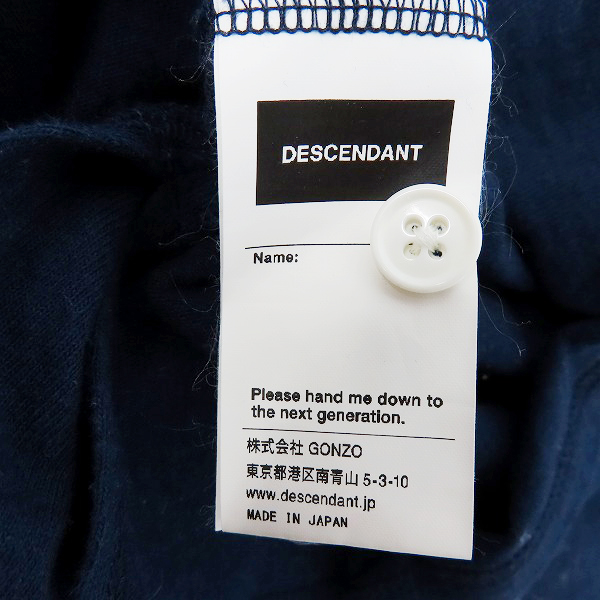 DESCENDANT
Name:
Please hand me down to
the next generation.
株式会社 GONZO
東京都港区南青山 5-3-10
www.descendant.jp
MADE IN JAPAN